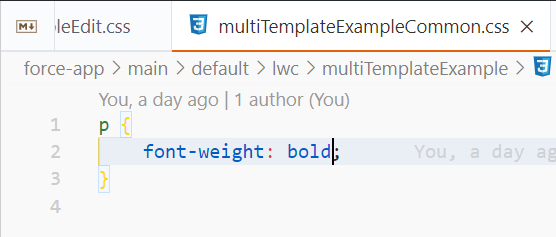 oleEdit.css multiTemplateExampleCommon.css
force-app > main > default > lwc > multiTemplateExample >
You, a day ago | 1 author (You)
1 p {
2 font-weight: bold; You, a day ag
3 }
4